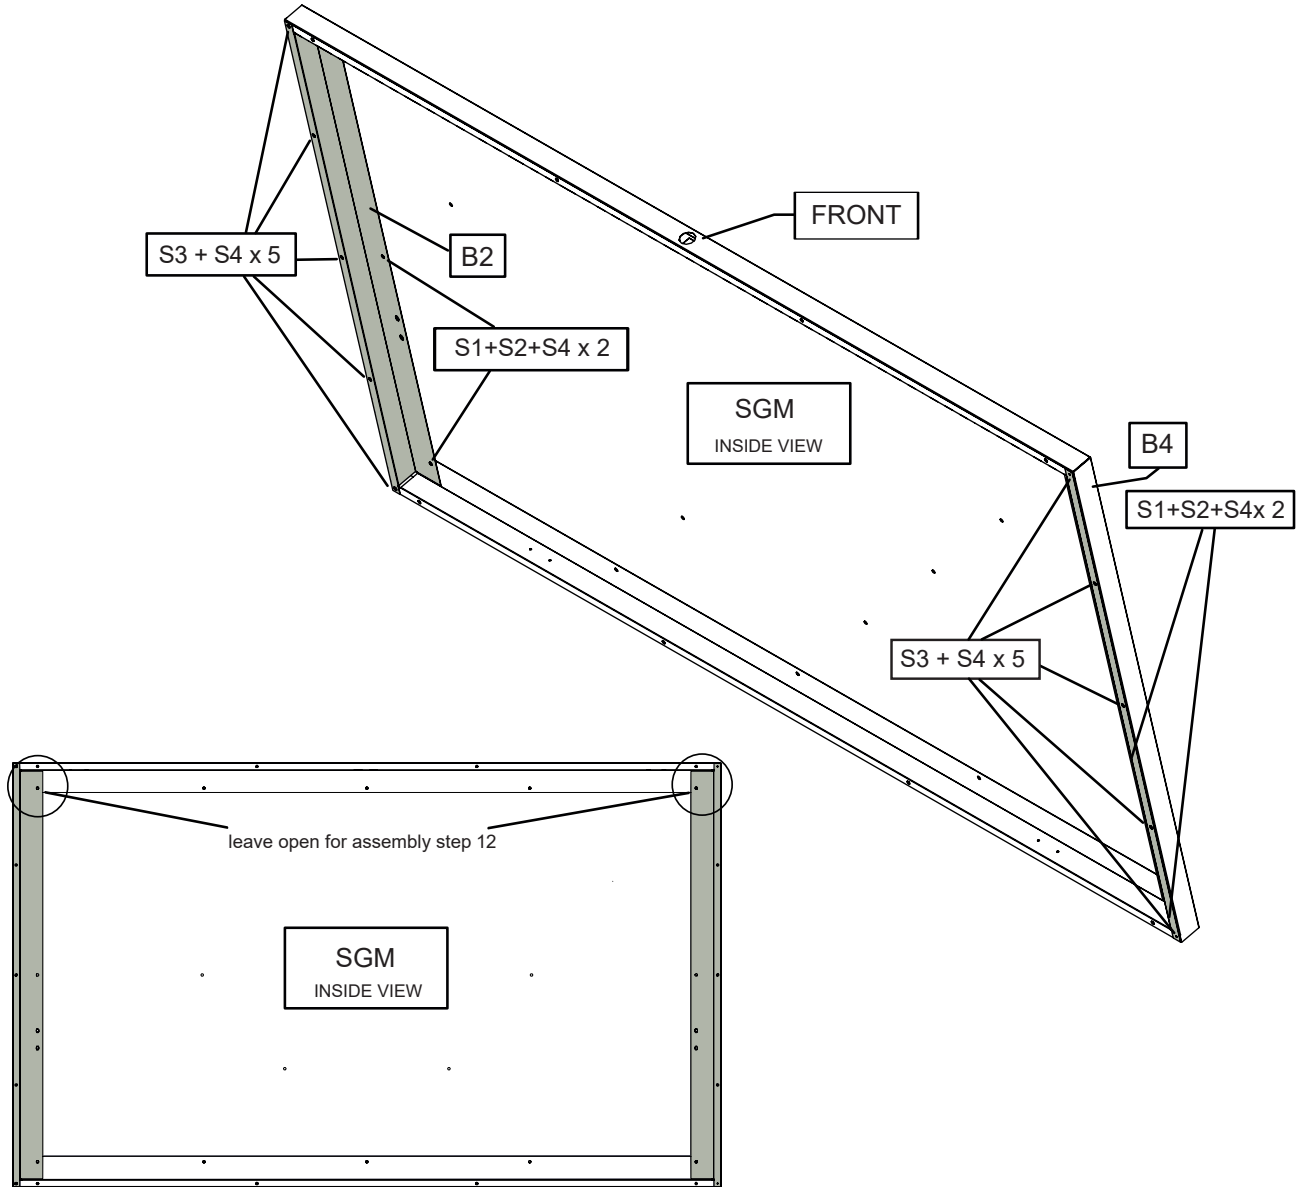 FRONT
S3 + S4 x 5
B2
S1+S2+S4 x 2
SGM
INSIDE VIEW
B4
S1+S2+S4x 2
S3 + S4 x 5
leave open for assembly step 12
SGM
INSIDE VIEW